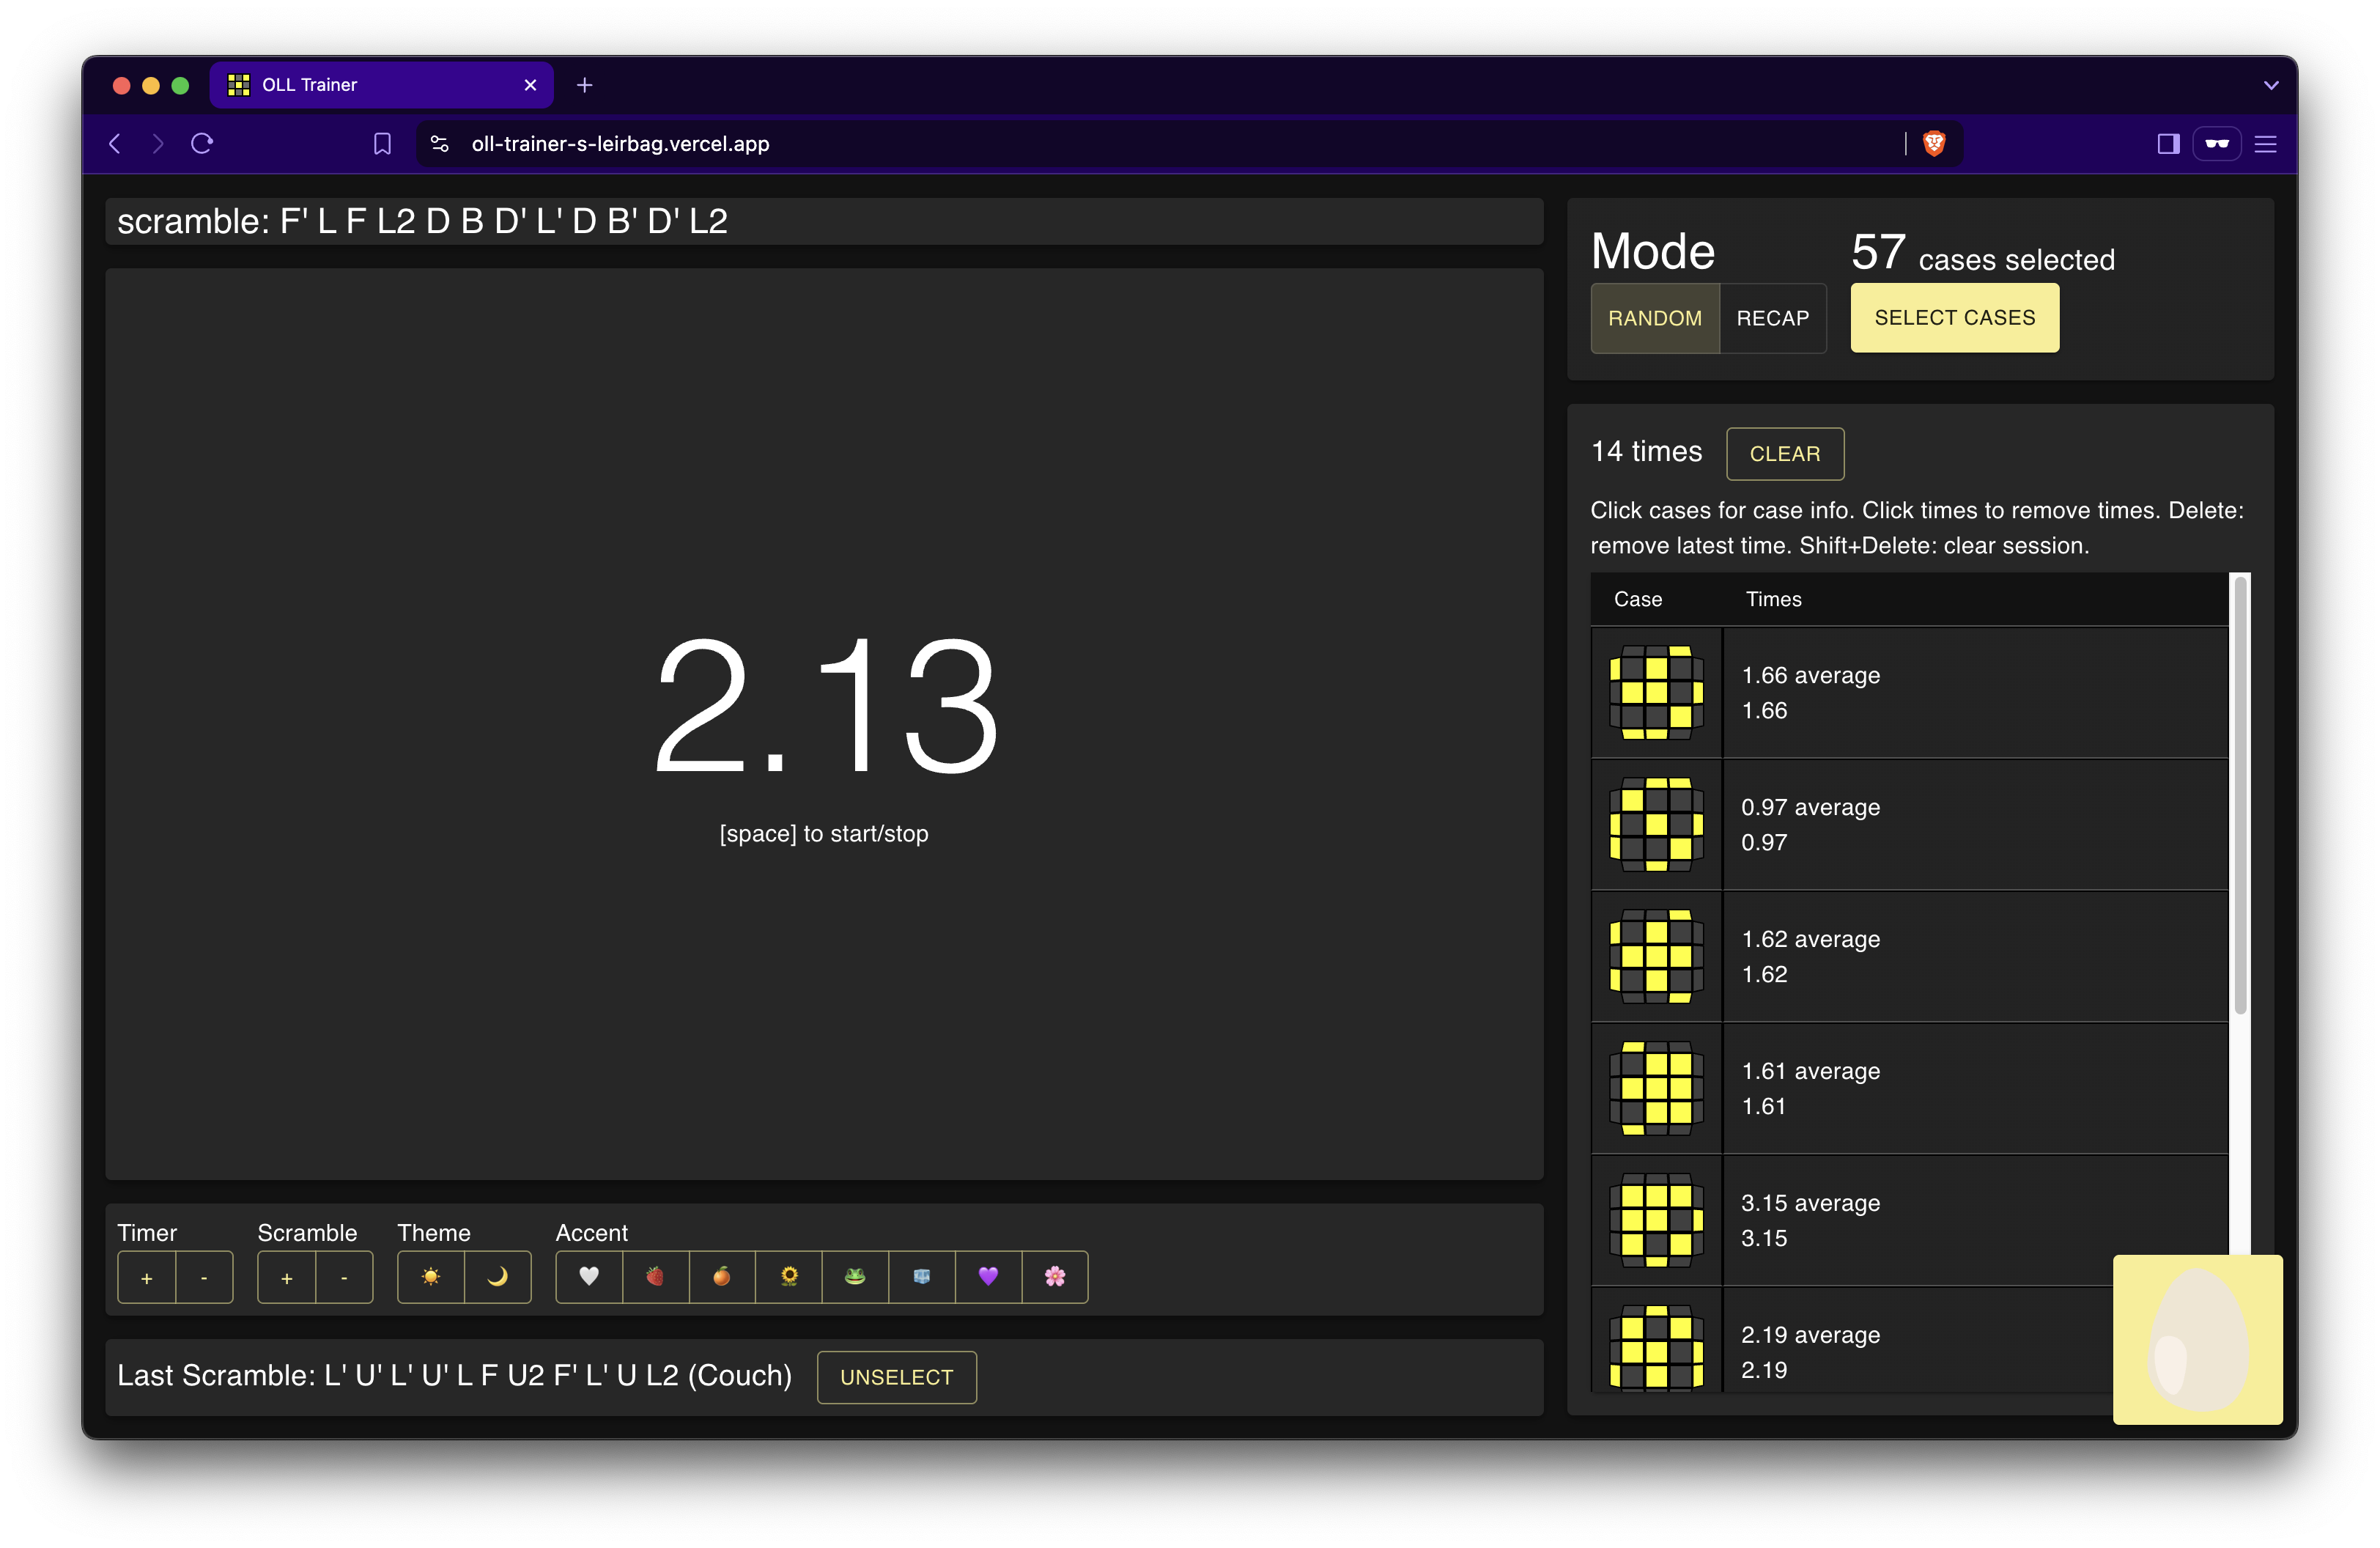 OLL Trainer
oll-trainer-s-leirbag.vercel.app
scramble: F' L F L2 D B D' L' D B' D' L2
2.13
[space] to start/stop
Timer
+ -
Scramble
+ -
Theme
Accent
Last Scramble: L' U' L' U' L F U2 F' L' U L2 (Couch)
UNSELECT
Mode
RANDOM RECAP
57 cases selected
SELECT CASES
14 times
CLEAR
Click cases for case info. Click times to remove times. Delete:
remove latest time. Shift+Delete: clear session.
Case Times
1.66 average
1.66
0.97 average
0.97
1.62 average
1.62
1.61 average
1.61
3.15 average
3.15
2.19 average
2.19